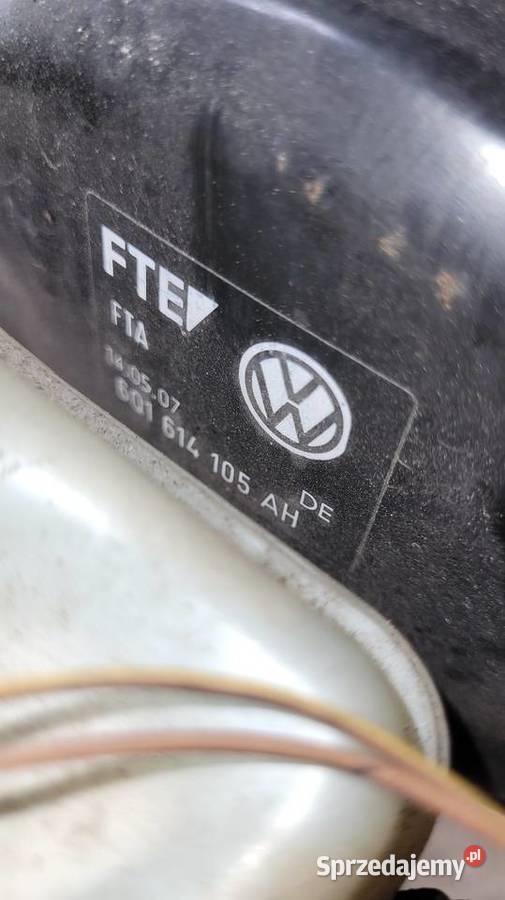 FTE
FTA
14.05.07
6Q1 614 105 AH
DE
Sprzedajemy.pl